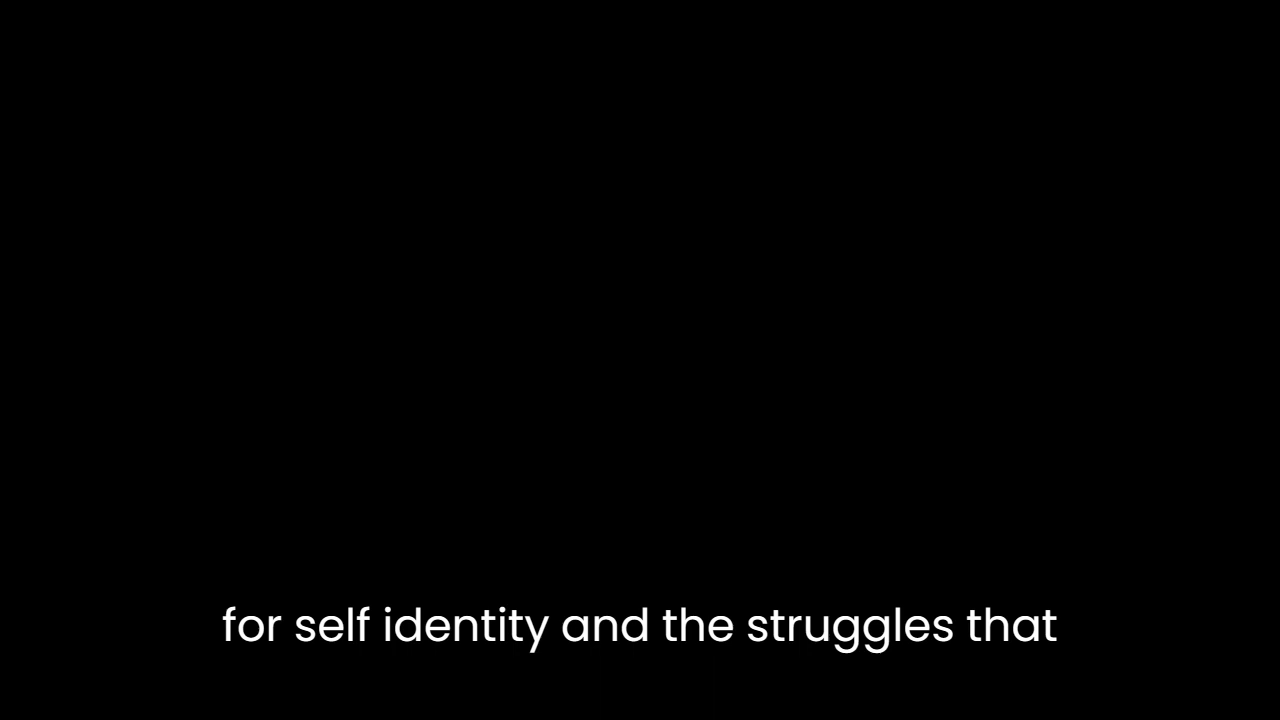 for self identity and the struggles that